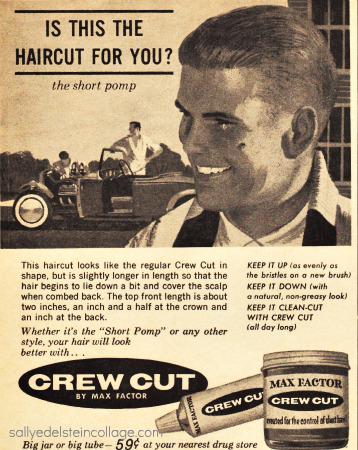 IS THIS THE
HAIRCUT FOR YOU?
the short pomp
This haircut looks like the regular Crew Cut in
shape, but is slightly longer in length so that the
hair begins to lie down a bit and cover the scalp
when combed back. The top front length is about
two inches, an inch and a half at the crown and
an inch at the back.
Whether it's the "Short Pomp" or any other
style, your hair will look
better with...
KEEP IT UP (as evenly as
the bristles on a new brush)
KEEP IT DOWN (with
a natural, non-greasy look)
KEEP IT CLEAN-CUT
WITH CREW CUT
(all day long)
CREW CUT
BY MAX FACTOR
MAX FACTOR
CREW CUT
MAX FACTOR
CREW CUT
created for the control of short hair
sallyedelsteincollage.com
Big jar or big tube—59¢ at your nearest drug store